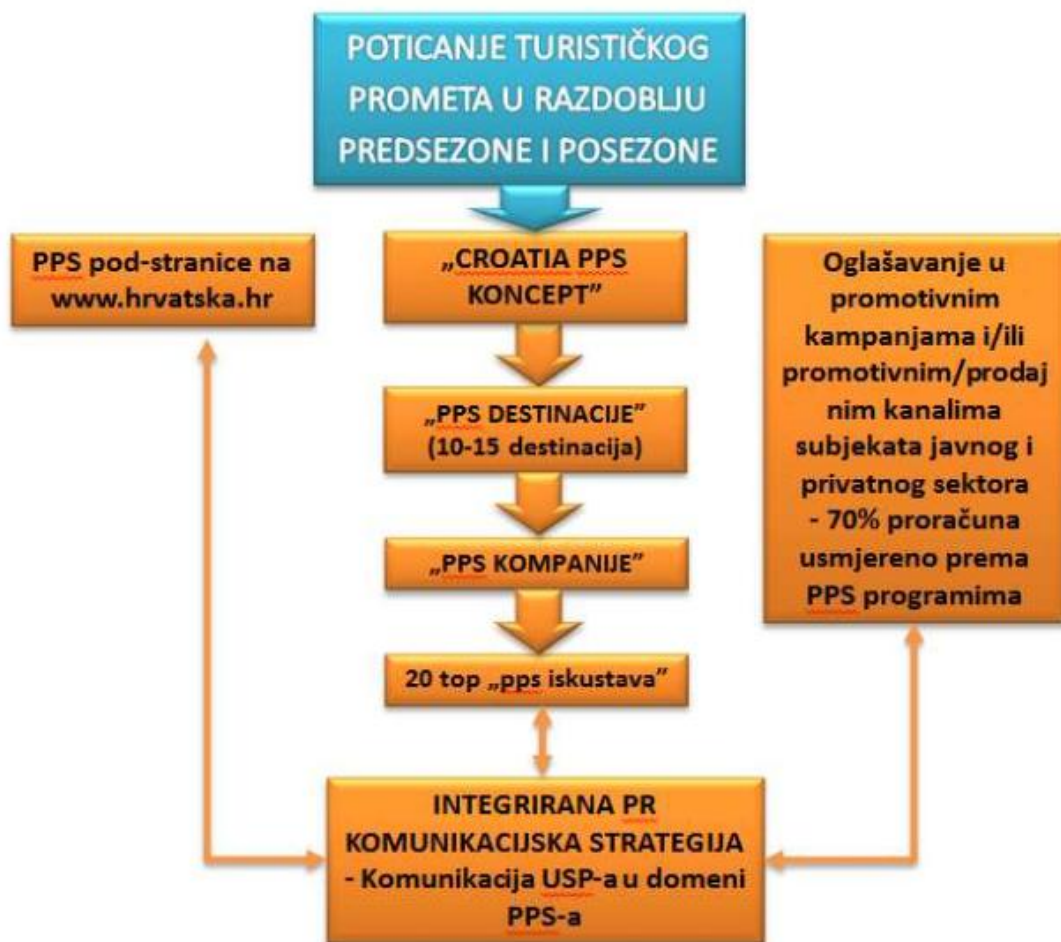 POTICANJE TURISTIČKOG
PROMETA U RAZDOBLJU
PREDSEZONE I POSEZONE
PPS pod-stranice na
www.hrvatska.hr
„CROATIA PPS
KONCEPT”
„PPS DESTINACIJE”
(10-15 destinacija)
„PPS KOMPANIJE”
20 top „pps iskustava”
Oglašavanje u
promotivnim
kampanjama i/ili
promotivnim/prodaj
nim kanalima
subjekata javnog i
privatnog sektora
- 70% proračuna
usmjereno prema
PPS programima
INTEGRIRANA PR
KOMUNIKACIJSKA STRATEGIJA
- Komunikacija USP-a u domeni
PPS-a